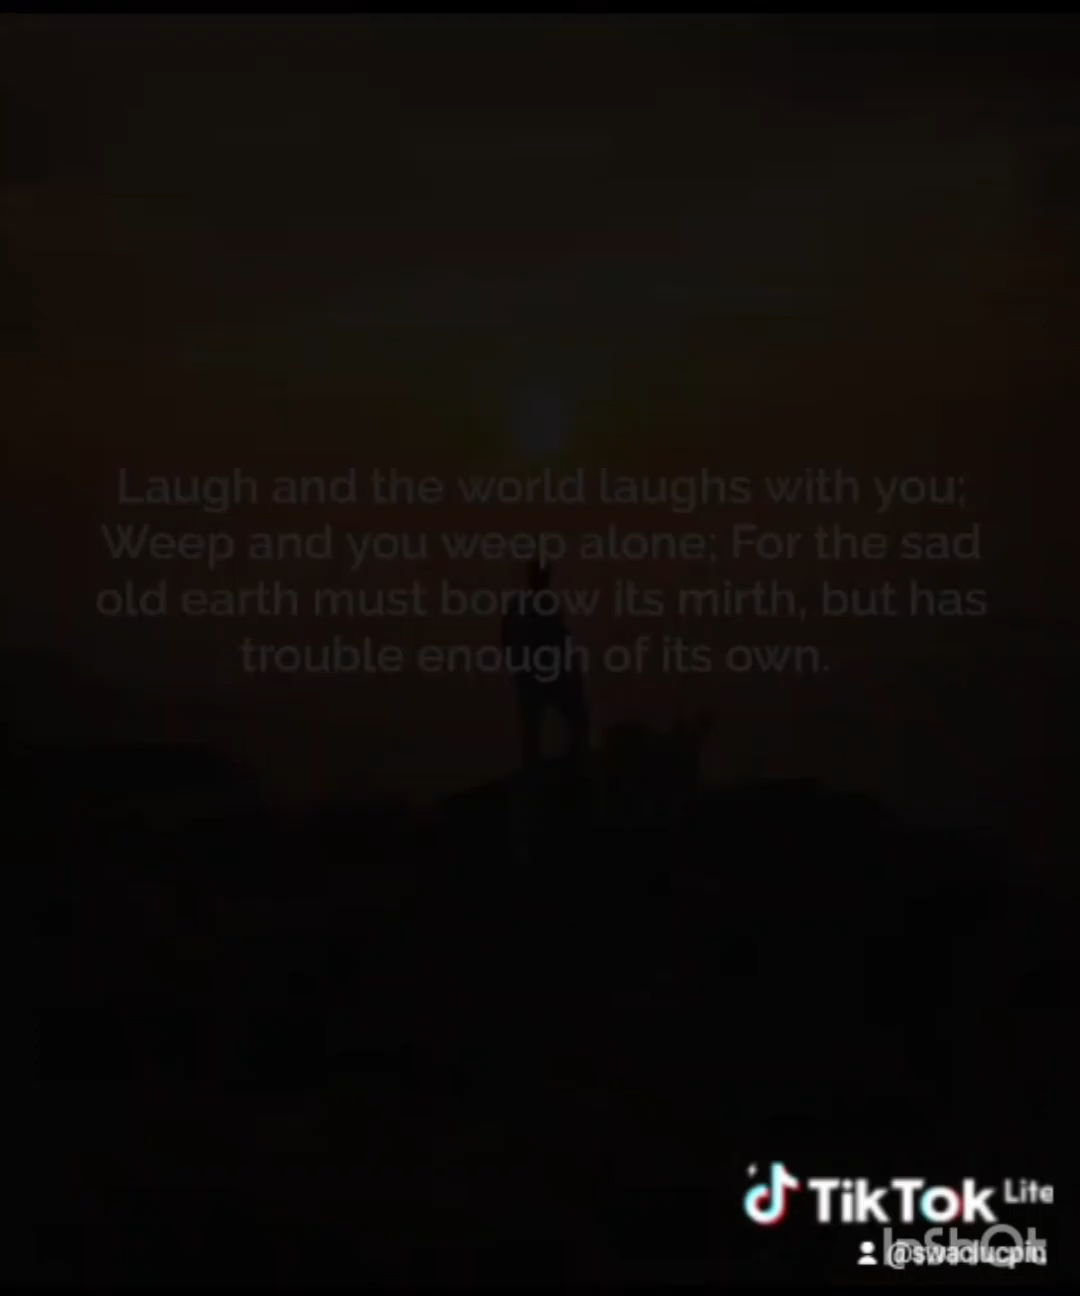 Laugh and the world laughs with you;
Weep and you weep alone; For the sad
old earth must borrow its mirth, but has
trouble enough of its own.
TikTok Lite
InShOt